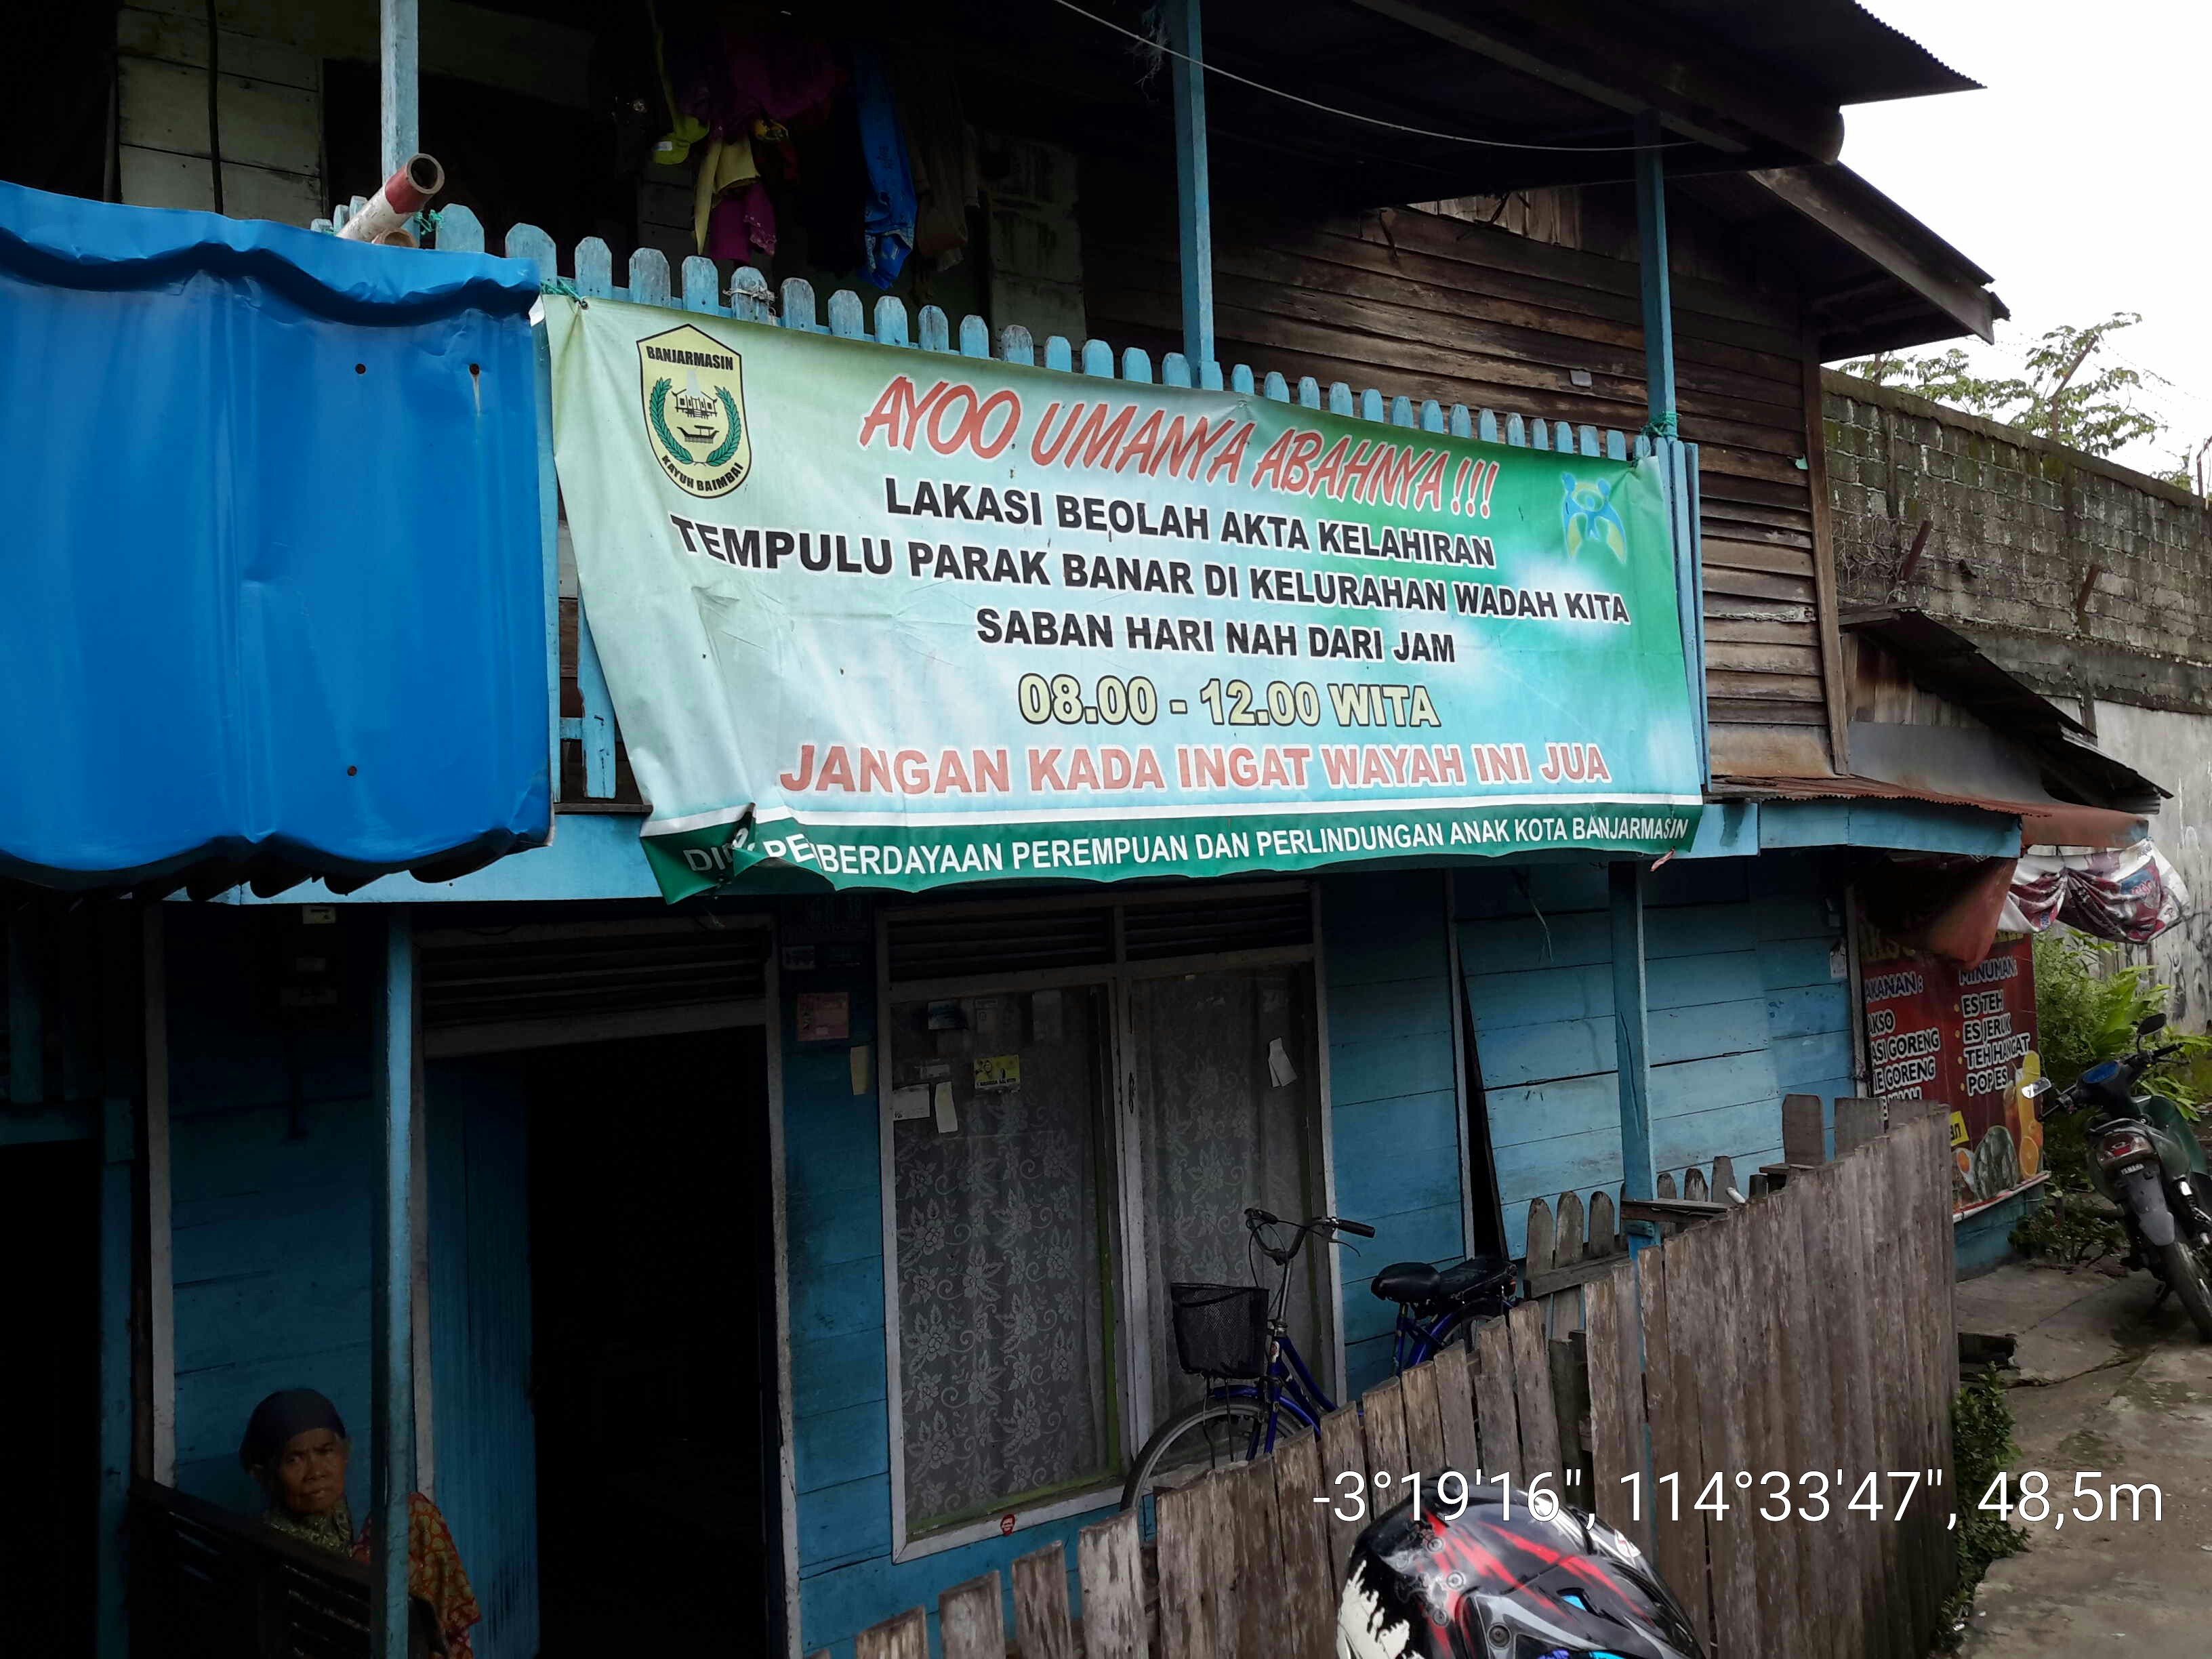 BANJARMASIN
KAYUH BAIMBAI
AYOO UMANYA ABAHNYA !!!
LAKASI BEOLAH AKTA KELAHIRAN
TEMPULU PARAK BANAR DI KELURAHAN WADAH KITA
SABAN HARI NAH DARI JAM
08.00 - 12.00 WITA
JANGAN KADA INGAT WAYAH INI JUA
PEREMPUAN DAN PERLINDUNGAN ANAK KOTA BANJARMASIN
MINUMAN:
ES TEH
ES JERUK
TEH HANGAT
POP ES
GORENG
GORENG
-3°19'16", 114°33'47", 48,5m